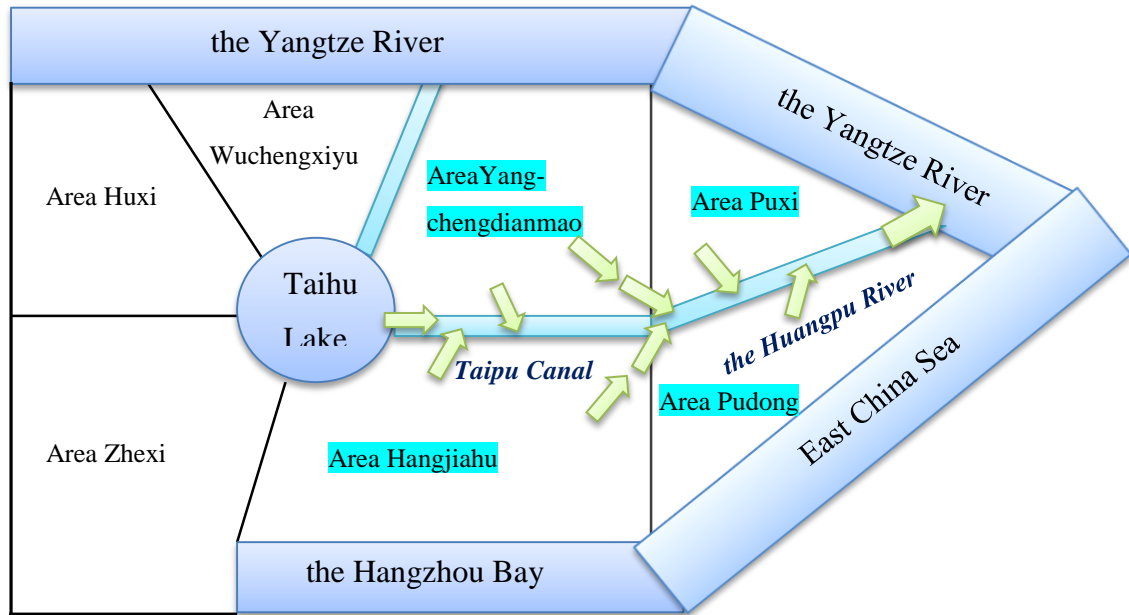 the Yangtze River
the Yangtze River
Area
Wuchengxiyu
Area Huxi
AreaYang-
chengdianmao
Area Puxi
Taihu
Lake
Taipu Canal
the Huangpu River
Area Pudong
East China Sea
Area Zhexi
Area Hangjiahu
the Hangzhou Bay